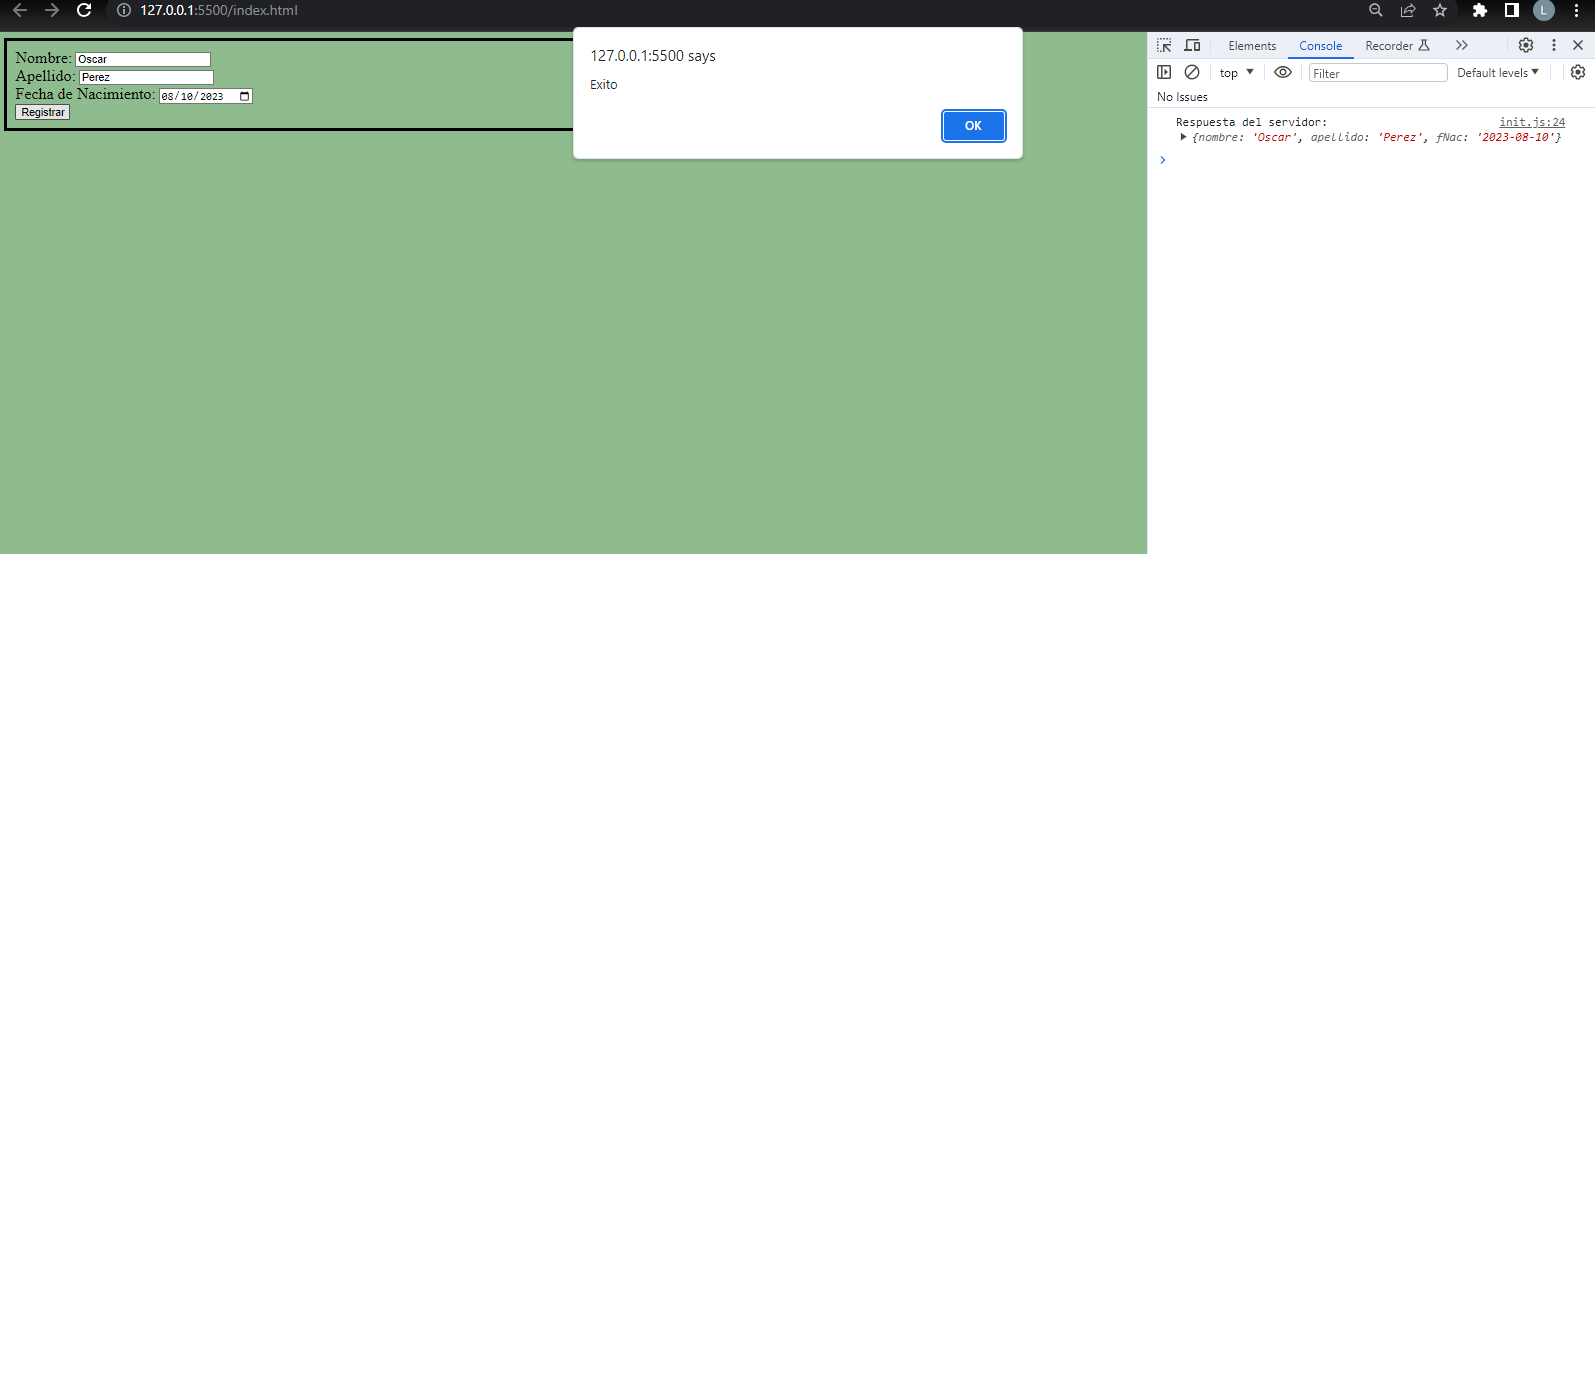 127.0.0.1:5500/index.html
L
Nombre: Oscar
Apellido: Perez
Fecha de Nacimiento: 08/10/2023
Registrar
127.0.0.1:5500 says
Exito
OK
Elements Console Recorder
top Filter Default levels
No Issues
Respuesta del servidor: init.js:24
{nombre: 'Oscar', apellido: 'Perez', fNac: '2023-08-10'}